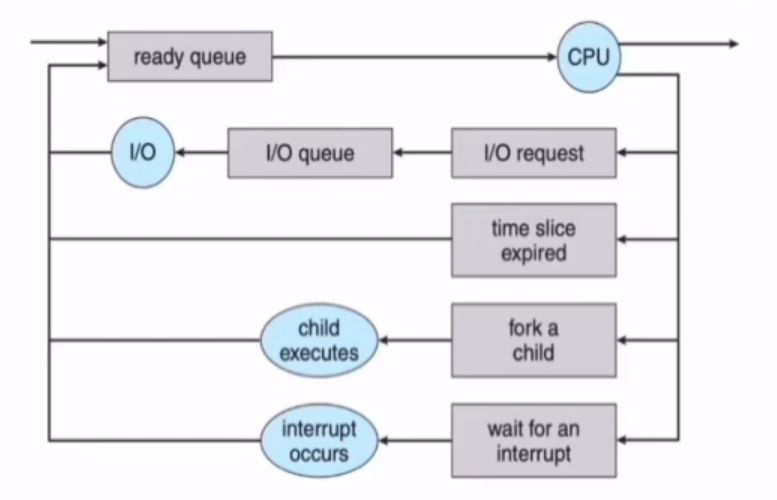 ready queue
CPU
I/O
I/O queue
I/O request
time slice
expired
child
executes
fork a
child
interrupt
occurs
wait for an
interrupt